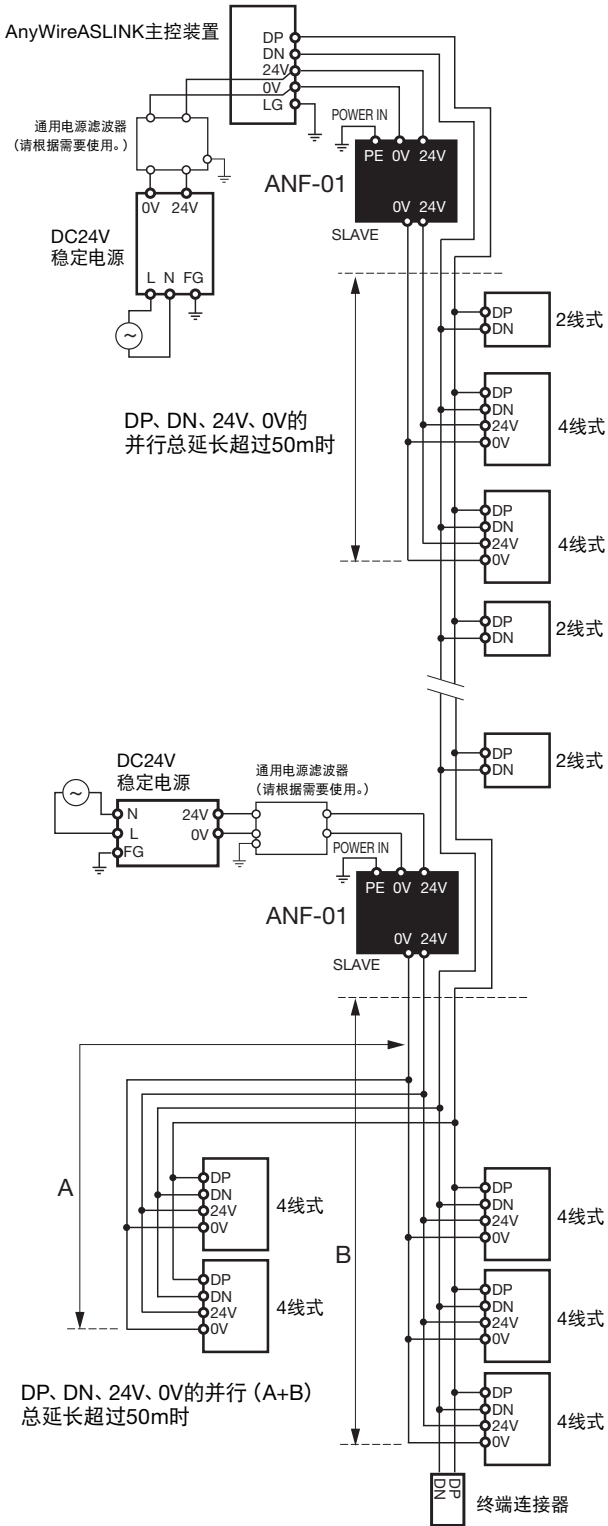 AnyWireASLINK主控装置
DP
DN
24V
0V
LG
通用电源滤波器
(请根据需要使用。)
0V 24V
DC24V
稳定电源
L N FG
POWER IN
PE 0V 24V
ANF-01
0V 24V
SLAVE
DP
DN
2线式
DP
DN
24V
0V
4线式
DP、DN、24V、0V的
并行总延长超过50m时
DP
DN
24V
0V
4线式
DP
DN
2线式
DP
DN
2线式
DC24V
稳定电源
N
L
FG
24V
0V
通用电源滤波器
(请根据需要使用。)
POWER IN
PE 0V 24V
ANF-01
0V 24V
SLAVE
A
B
DP
DN
24V
0V
4线式
DP
DN
24V
0V
4线式
DP
DN
24V
0V
4线式
DP
DN
24V
0V
4线式
DP
DN
24V
0V
4线式
DP、DN、24V、0V的并行(A+B)
总延长超过50m时
DP
DN
终端连接器